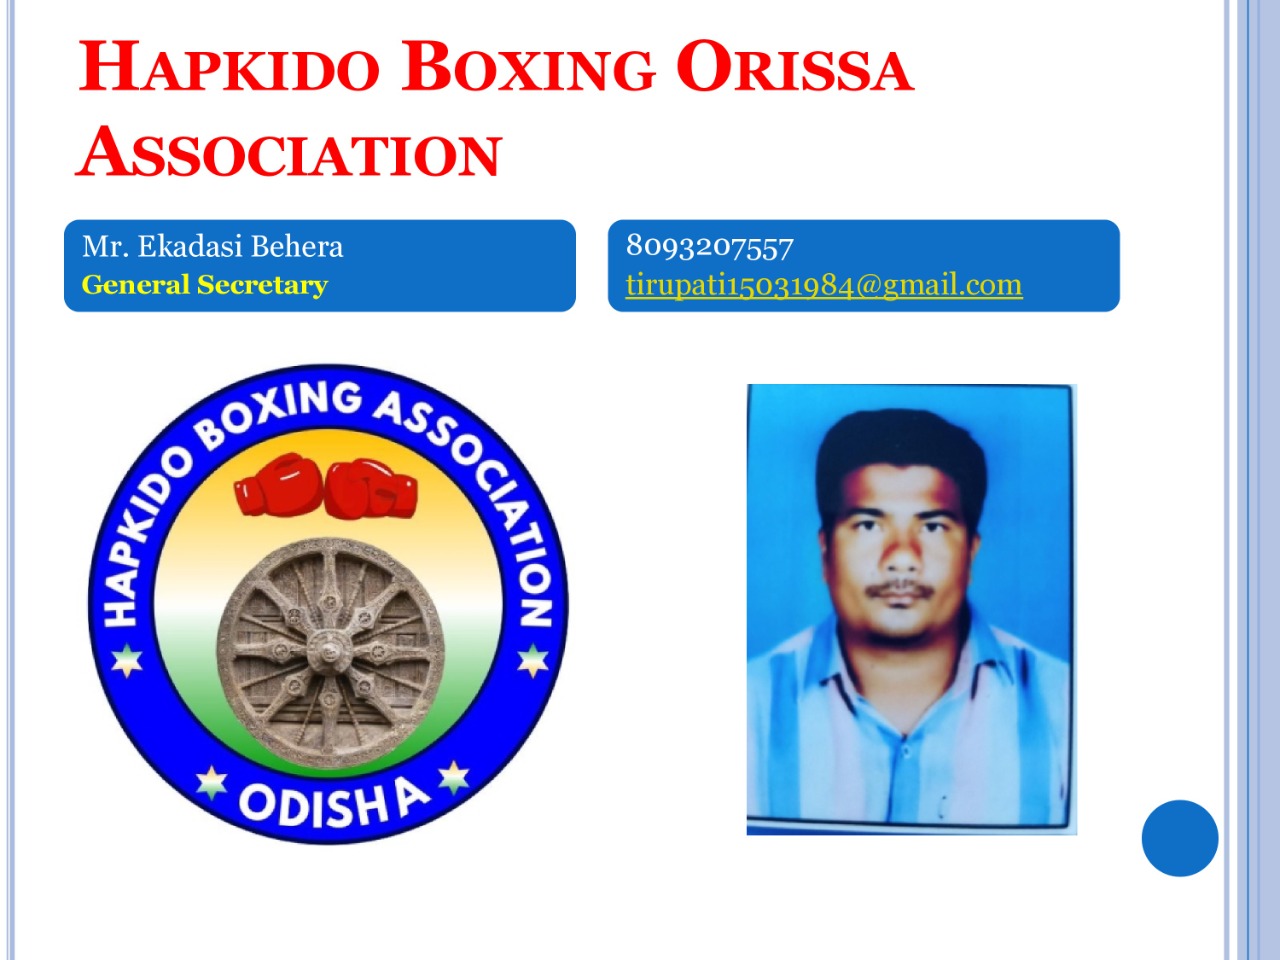 Hapkido Boxing Orissa
Association
Mr. Ekadasi Behera
General Secretary
8093207557
tirupati15031984@gmail.com
HAPKIDO BOXING ASSOCIATION
ODISHA